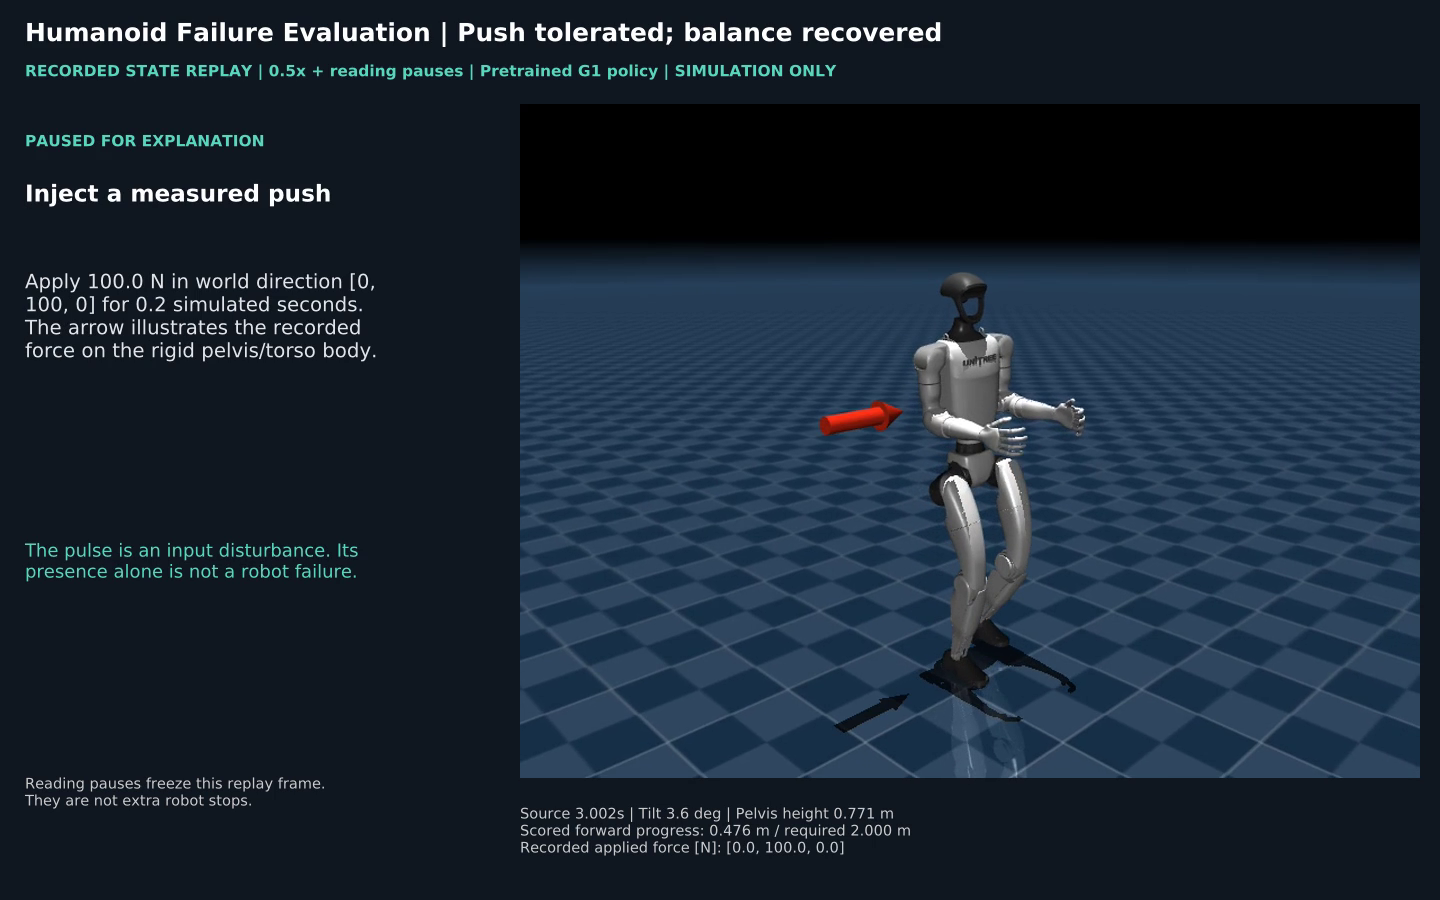 Humanoid Failure Evaluation | Push tolerated; balance recovered
RECORDED STATE REPLAY | 0.5x + reading pauses | Pretrained G1 policy | SIMULATION ONLY
PAUSED FOR EXPLANATION
Inject a measured push
Apply 100.0 N in world direction [0,
100, 0] for 0.2 simulated seconds.
The arrow illustrates the recorded
force on the rigid pelvis/torso body.
The pulse is an input disturbance. Its
presence alone is not a robot failure.
Reading pauses freeze this replay frame.
They are not extra robot stops.
UNITREE
Source 3.002s | Tilt 3.6 deg | Pelvis height 0.771 m
Scored forward progress: 0.476 m / required 2.000 m
Recorded applied force [N]: [0.0, 100.0, 0.0]